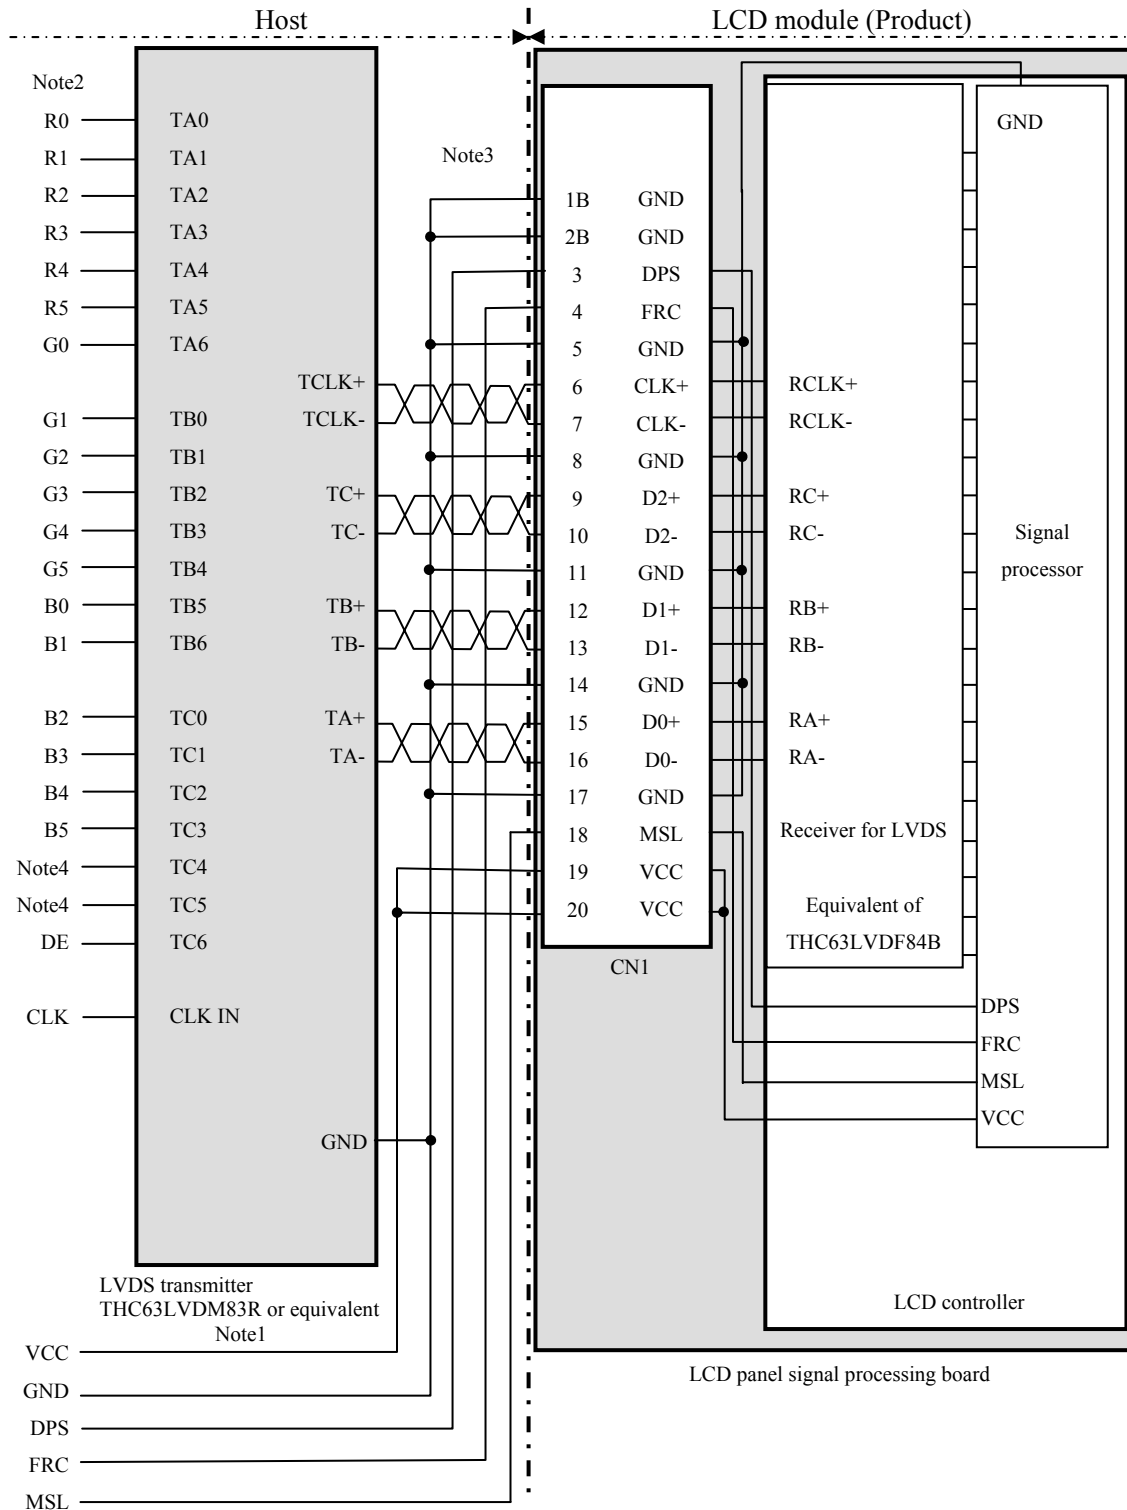 Host
LCD module (Product)
Note2
R0 TA0
R1 TA1
R2 TA2
R3 TA3
R4 TA4
R5 TA5
G0 TA6
TCLK+
G1 TB0 TCLK-
G2 TB1
G3 TB2 TC+
G4 TB3 TC-
G5 TB4
B0 TB5 TB+
B1 TB6 TB-
B2 TC0 TA+
B3 TC1 TA-
B4 TC2
B5 TC3
Note4 TC4
Note4 TC5
DE TC6
CLK CLK IN
GND
LVDS transmitter
THC63LVDM83R or equivalent
Note1
VCC
GND
DPS
FRC
MSL
Note3
1B GND
2B GND
3 DPS
4 FRC
5 GND
6 CLK+
7 CLK-
8 GND
9 D2+
10 D2-
11 GND
12 D1+
13 D1-
14 GND
15 D0+
16 D0-
17 GND
18 MSL
19 VCC
20 VCC
CN1
RCLK+
RCLK-
RC+
RC-
RB+
RB-
RA+
RA-
Receiver for LVDS
Equivalent of
THC63LVDF84B
GND
Signal
processor
DPS
FRC
MSL
VCC
LCD controller
LCD panel signal processing board